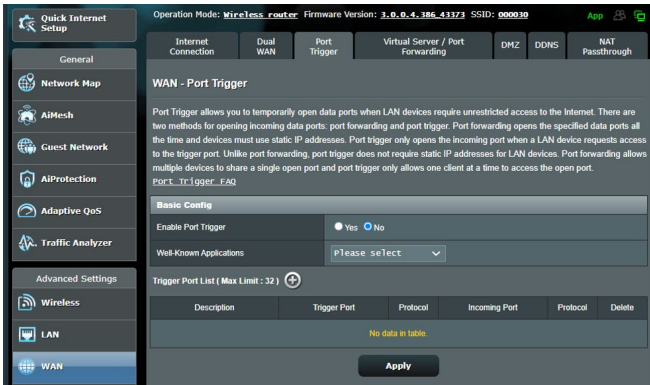 Quick Internet
Setup
Operation Mode: Wireless router Firmware Version: 3.0.0.4.386_43373 SSID: 000030
App
Internet
Connection
Dual
WAN
Port
Trigger
Virtual Server / Port
Forwarding
DMZ
DDNS
NAT
Passthrough
General
Network Map
AiMesh
Guest Network
AiProtection
Adaptive QoS
Traffic Analyzer
Advanced Settings
Wireless
LAN
WAN
WAN - Port Trigger
Port Trigger allows you to temporarily open data ports when LAN devices require unrestricted access to the Internet. There are
two methods for opening incoming data ports: port forwarding and port trigger. Port forwarding opens the specified data ports all
the time and devices must use static IP addresses. Port trigger only opens the incoming port when a LAN device requests access
to the trigger port. Unlike port forwarding, port trigger does not require static IP addresses for LAN devices. Port forwarding allows
multiple devices to share a single open port and port trigger only allows one client at a time to access the open port.
Port Trigger FAQ
Basic Config
Enable Port Trigger Yes No
Well-Known Applications Please select
Trigger Port List ( Max Limit : 32 )
Description Trigger Port Protocol Incoming Port Protocol Delete
No data in table.
Apply